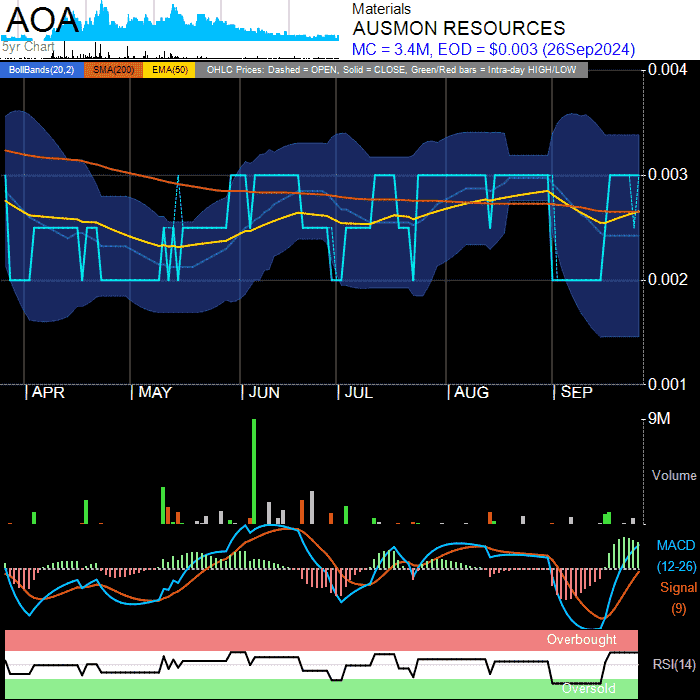 AOA
5yr Chart
Materials
AUSMON RESOURCES
MC = 3.4M, EOD = $0.003 (26Sep2024)
BollBands(20,2) SMA(200) EMA(50) OHLC Prices: Dashed = OPEN, Solid = CLOSE, Green/Red bars = Intra-day HIGH/LOW
0.004
0.003
0.002
0.001
APR MAY JUN JUL AUG SEP
9M
Volume
MACD
(12-26)
Signal
(9)
Overbought
RSI(14)
Oversold